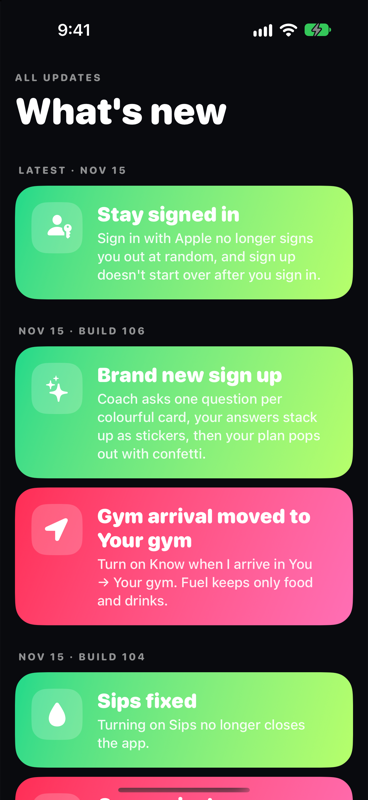 9:41
ALL UPDATES
What's new
LATEST · NOV 15
Stay signed in
Sign in with Apple no longer signs
you out at random, and sign up
doesn't start over after you sign in.
NOV 15 · BUILD 106
Brand new sign up
Coach asks one question per
colourful card, your answers stack
up as stickers, then your plan pops
out with confetti.
Gym arrival moved to
Your gym
Turn on Know when I arrive in You
→ Your gym. Fuel keeps only food
and drinks.
NOV 15 · BUILD 104
Sips fixed
Turning on Sips no longer closes
the app.